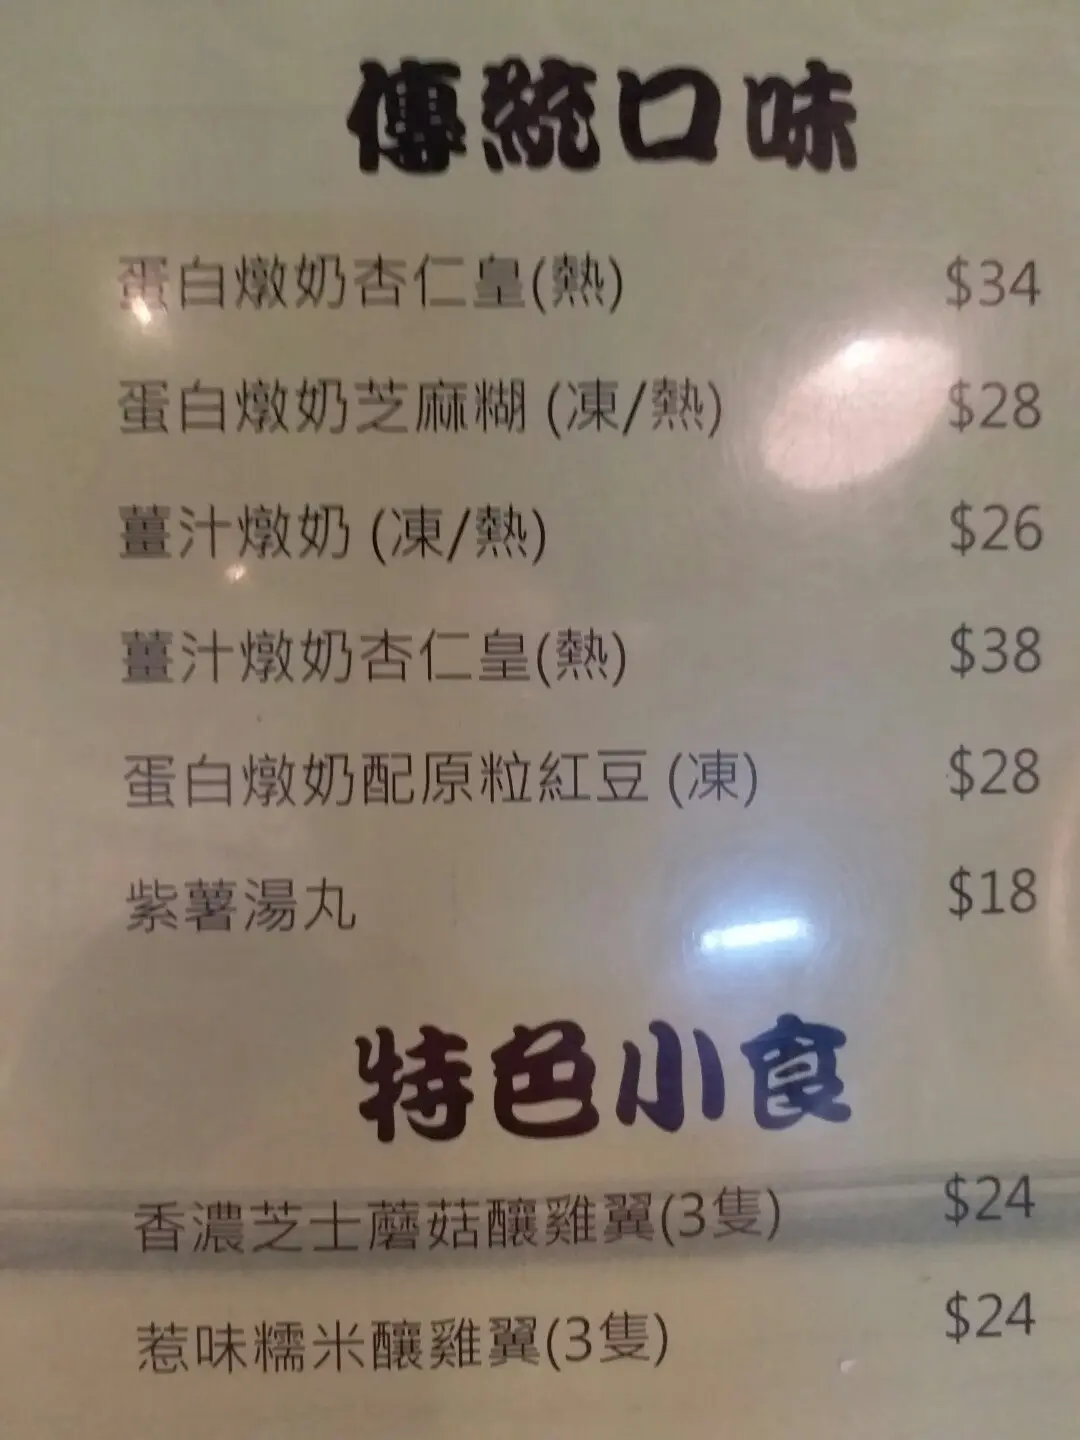 傳統口味
蛋白燉奶杏仁皇(熱) $34
蛋白燉奶芝麻糊 (凍/熱) $28
薑汁燉奶 (凍/熱) $26
薑汁燉奶杏仁皇(熱) $38
蛋白燉奶配原粒紅豆 (凍) $28
紫薯湯丸 $18
特色小食
香濃芝士蘑菇釀雞翼(3隻) $24
惹味糯米釀雞翼(3隻) $24